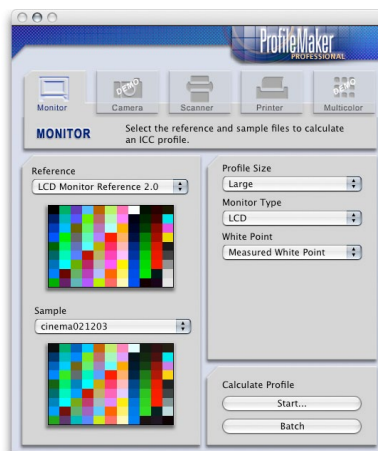 ProfileMaker
PROFESSIONAL
Monitor
DEMO
Camera
Scanner
Printer
Multicolor
MONITOR
Select the reference and sample files to calculate
an ICC profile.
Reference
LCD Monitor Reference 2.0
Sample
cinema021203
Profile Size
Large
Monitor Type
LCD
White Point
Measured White Point
Calculate Profile
Start...
Batch